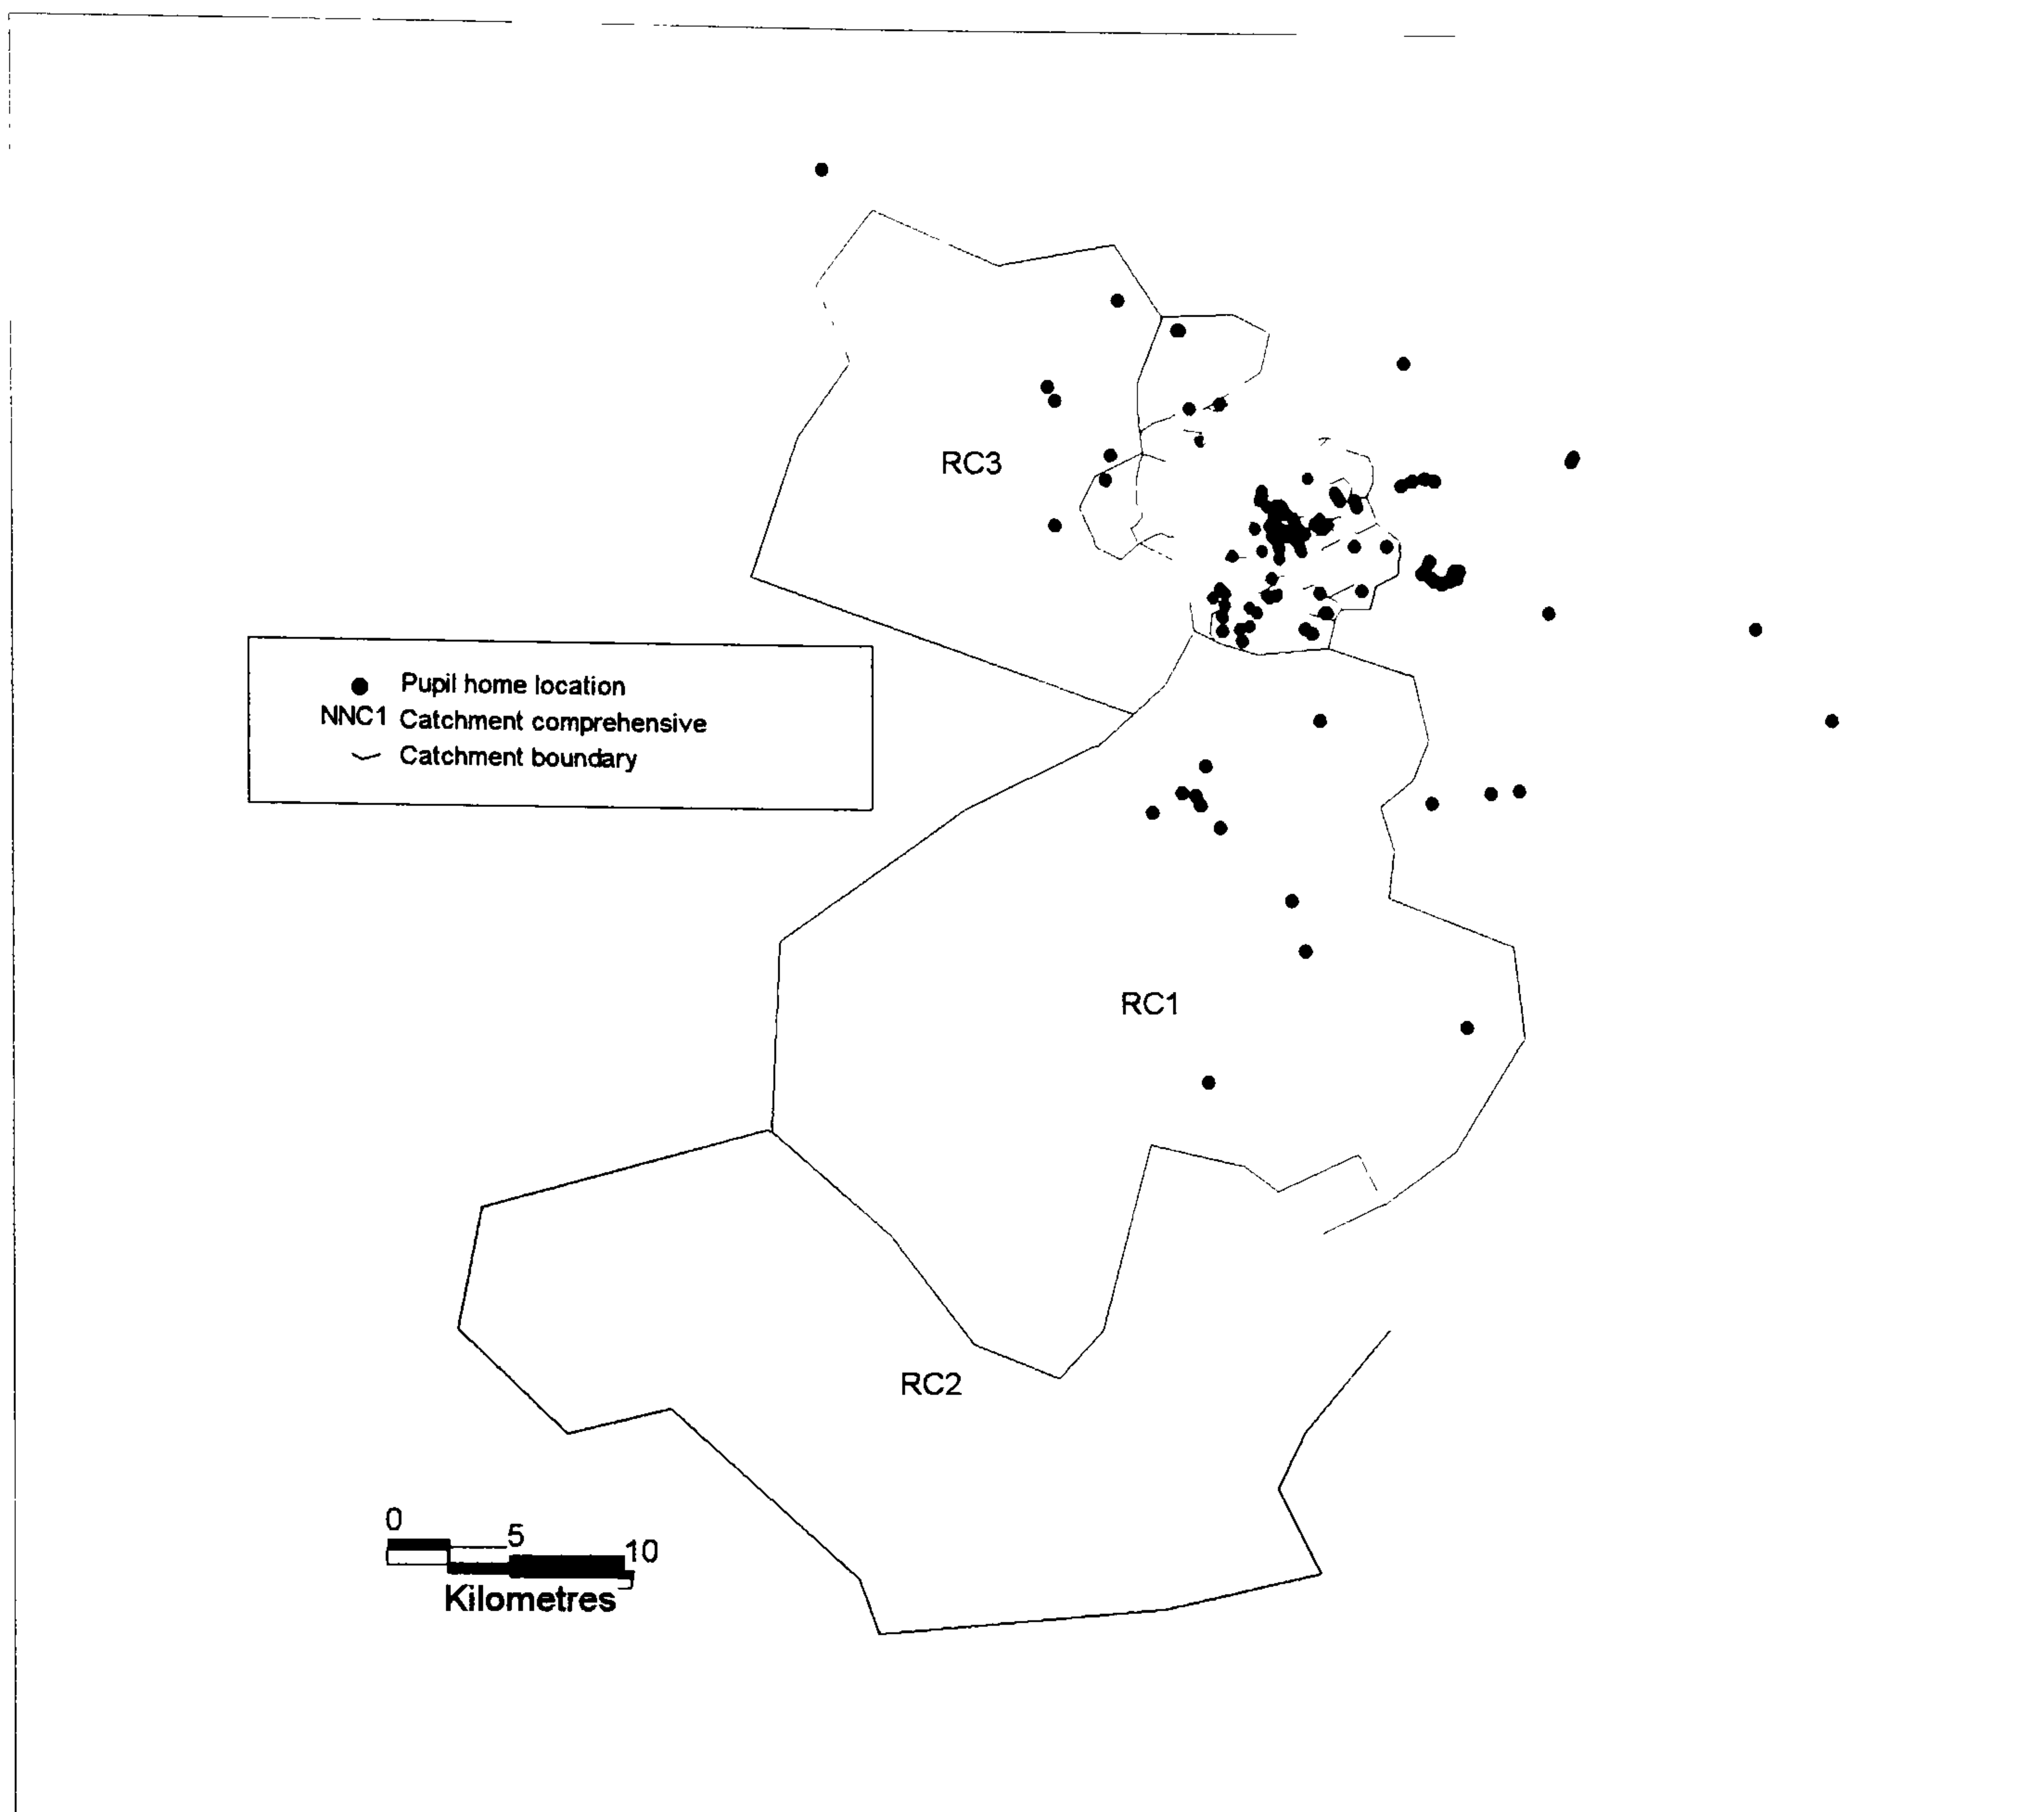 RC3
Pupil home location
NNC1 Catchment comprehensive
Catchment boundary
RC1
RC2
0
5
10
Kilometres